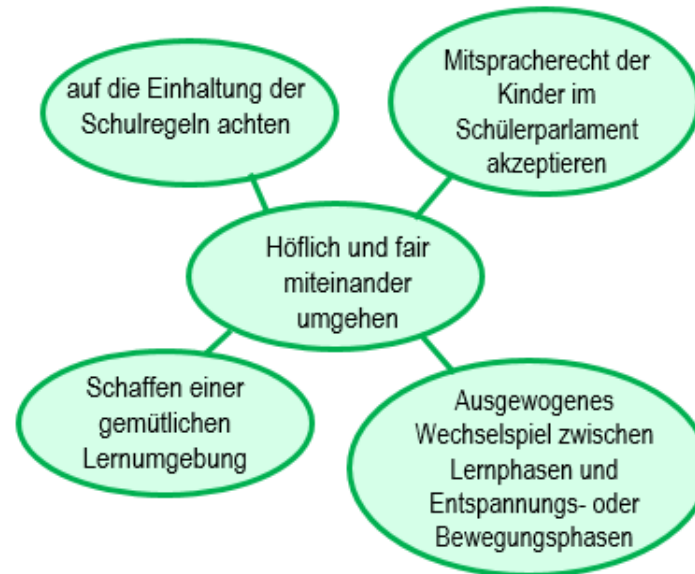 auf die Einhaltung der
Schulregeln achten
Mitspracherecht der
Kinder im
Schülerparlament
akzeptieren
Höflich und fair
miteinander
umgehen
Schaffen einer
gemütlichen
Lernumgebung
Ausgewogenes
Wechselspiel zwischen
Lernphasen und
Entspannungs- oder
Bewegungsphasen